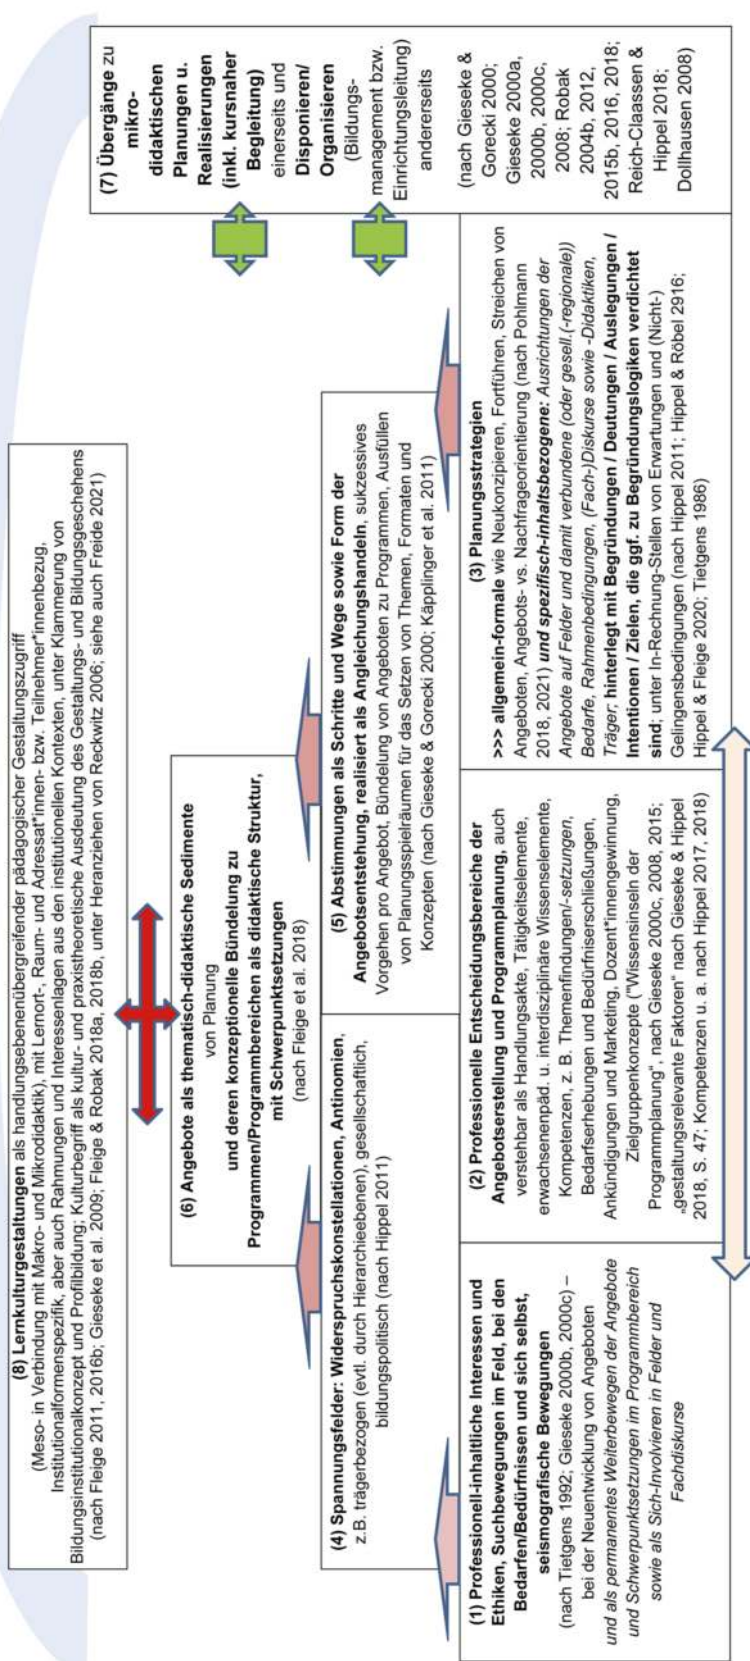 (8) Lernkulturgestaltungen als handlungsebenenübergreifender pädagogischer Gestaltungszugriff
(Meso- in Verbindung mit Makro- und Mikrodidaktik), mit Lernort-, Raum- und Adressat*innen- bzw. Teilnehmer*innenbezug,
Institutionalformenspezifik, aber auch Rahmungen und Interessenlagen aus den institutionellen Kontexten, unter Klammerung von
Bildungsinstitutionalkonzept und Profilbildung; Kulturbegriff als kultur- und praxistheoretische Ausdeutung des Gestaltungs- und Bildungsgeschehens
(nach Fleige 2011, 2016b; Gieseke et al. 2009; Fleige & Robak 2018a, 2018b, unter Heranziehen von Reckwitz 2006; siehe auch Freide 2021)
(6) Angebote als thematisch-didaktische Sedimente
von Planung
und deren konzeptionelle Bündelung zu
Programmen/Programmbereichen als didaktische Struktur,
mit Schwerpunktsetzungen
(nach Fleige et al. 2018)
(4) Spannungsfelder: Widerspruchskonstellationen, Antinomien,
z.B. trägerbezogen (evtl. durch Hierarchieebenen), gesellschaftlich,
bildungspolitisch (nach Hippel 2011)
(5) Abstimmungen als Schritte und Wege sowie Form der
Angebotsentstehung, realisiert als Angleichungshandeln, sukzessives
Vorgehen pro Angebot, Bündelung von Angeboten zu Programmen, Ausfüllen
von Planungsspielräumen für das Setzen von Themen, Formaten und
Konzepten (nach Gieseke & Gorecki 2000; Käpplinger et al. 2011)
(1) Professionell-inhaltliche Interessen und
Ethiken, Suchbewegungen im Feld, bei den
Bedarfen/Bedürfnissen und sich selbst,
seismografische Bewegungen
(nach Tietgens 1992; Gieseke 2000b, 2000c) –
bei der Neuentwicklung von Angeboten
und als permanentes Weiterbewegen der Angebote
und Schwerpunktsetzungen im Programmbereich
sowie als Sich-Involvieren in Felder und
Fachdiskurse
(2) Professionelle Entscheidungsbereiche der
Angebotserstellung und Programmplanung, auch
verstehbar als Handlungsakte, Tätigkeitselemente,
erwachsenenpäd. u. interdisziplinäre Wissenselemente,
Kompetenzen, z. B. Themenfindungen/-setzungen,
Bedarfserhebungen und Bedürfniserschließungen,
Ankündigungen und Marketing, Dozent*innengewinnung,
Zielgruppenkonzepte ("Wissensinseln der
Programmplanung", nach Gieseke 2000c, 2008, 2015;
„gestaltungsrelevante Faktoren" nach Gieseke & Hippel
2018, S. 47; Kompetenzen u. a. nach Hippel 2017, 2018)
(3) Planungsstrategien
>>> allgemein-formale wie Neukonzipieren, Fortführen, Streichen von
Angeboten, Angebots- vs. Nachfrageorientierung (nach Pohlmann
2018, 2021) und spezifisch-inhaltsbezogene: Ausrichtungen der
Angebote auf Felder und damit verbundene (oder gesell.(-regionale))
Bedarfe, Rahmenbedingungen, (Fach-)Diskurse sowie -Didaktiken,
Träger; hinterlegt mit Begründungen / Deutungen / Auslegungen /
Intentionen / Zielen, die ggf. zu Begründungslogiken verdichtet
sind; unter In-Rechnung-Stellen von Erwartungen und (Nicht-)
Gelingensbedingungen (nach Hippel 2011; Hippel & Röbel 2916;
Hippel & Fleige 2020; Tietgens 1986)
(7) Übergänge zu
mikro-
didaktischen
Planungen u.
Realisierungen
(inkl. kursnaher
Begleitung)
einerseits und
Disponieren/
Organisieren
(Bildungs-
management bzw.
Einrichtungsleitung)
andererseits
(nach Gieseke &
Gorecki 2000;
Gieseke 2000a,
2000b, 2000c,
2008; Robak
2004b, 2012,
2015b, 2016, 2018;
Reich-Claassen &
Hippel 2018;
Dollhausen 2008)